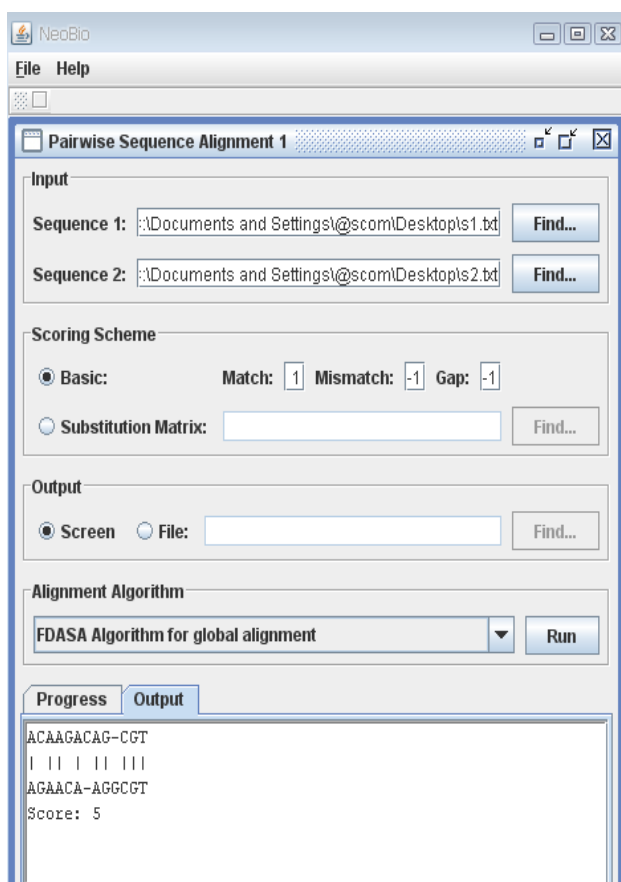 NeoBio
File Help
Pairwise Sequence Alignment 1
Input
Sequence 1: :\Documents and Settings\@scom\Desktop\s1.txt Find...
Sequence 2: :\Documents and Settings\@scom\Desktop\s2.txt Find...
Scoring Scheme
Basic: Match: 1 Mismatch: -1 Gap: -1
Substitution Matrix: Find...
Output
Screen File: Find...
Alignment Algorithm
FDASA Algorithm for global alignment Run
Progress Output
ACAAGACAG-CGT
| || | || |||
AGAACA-AGGCGT
Score: 5